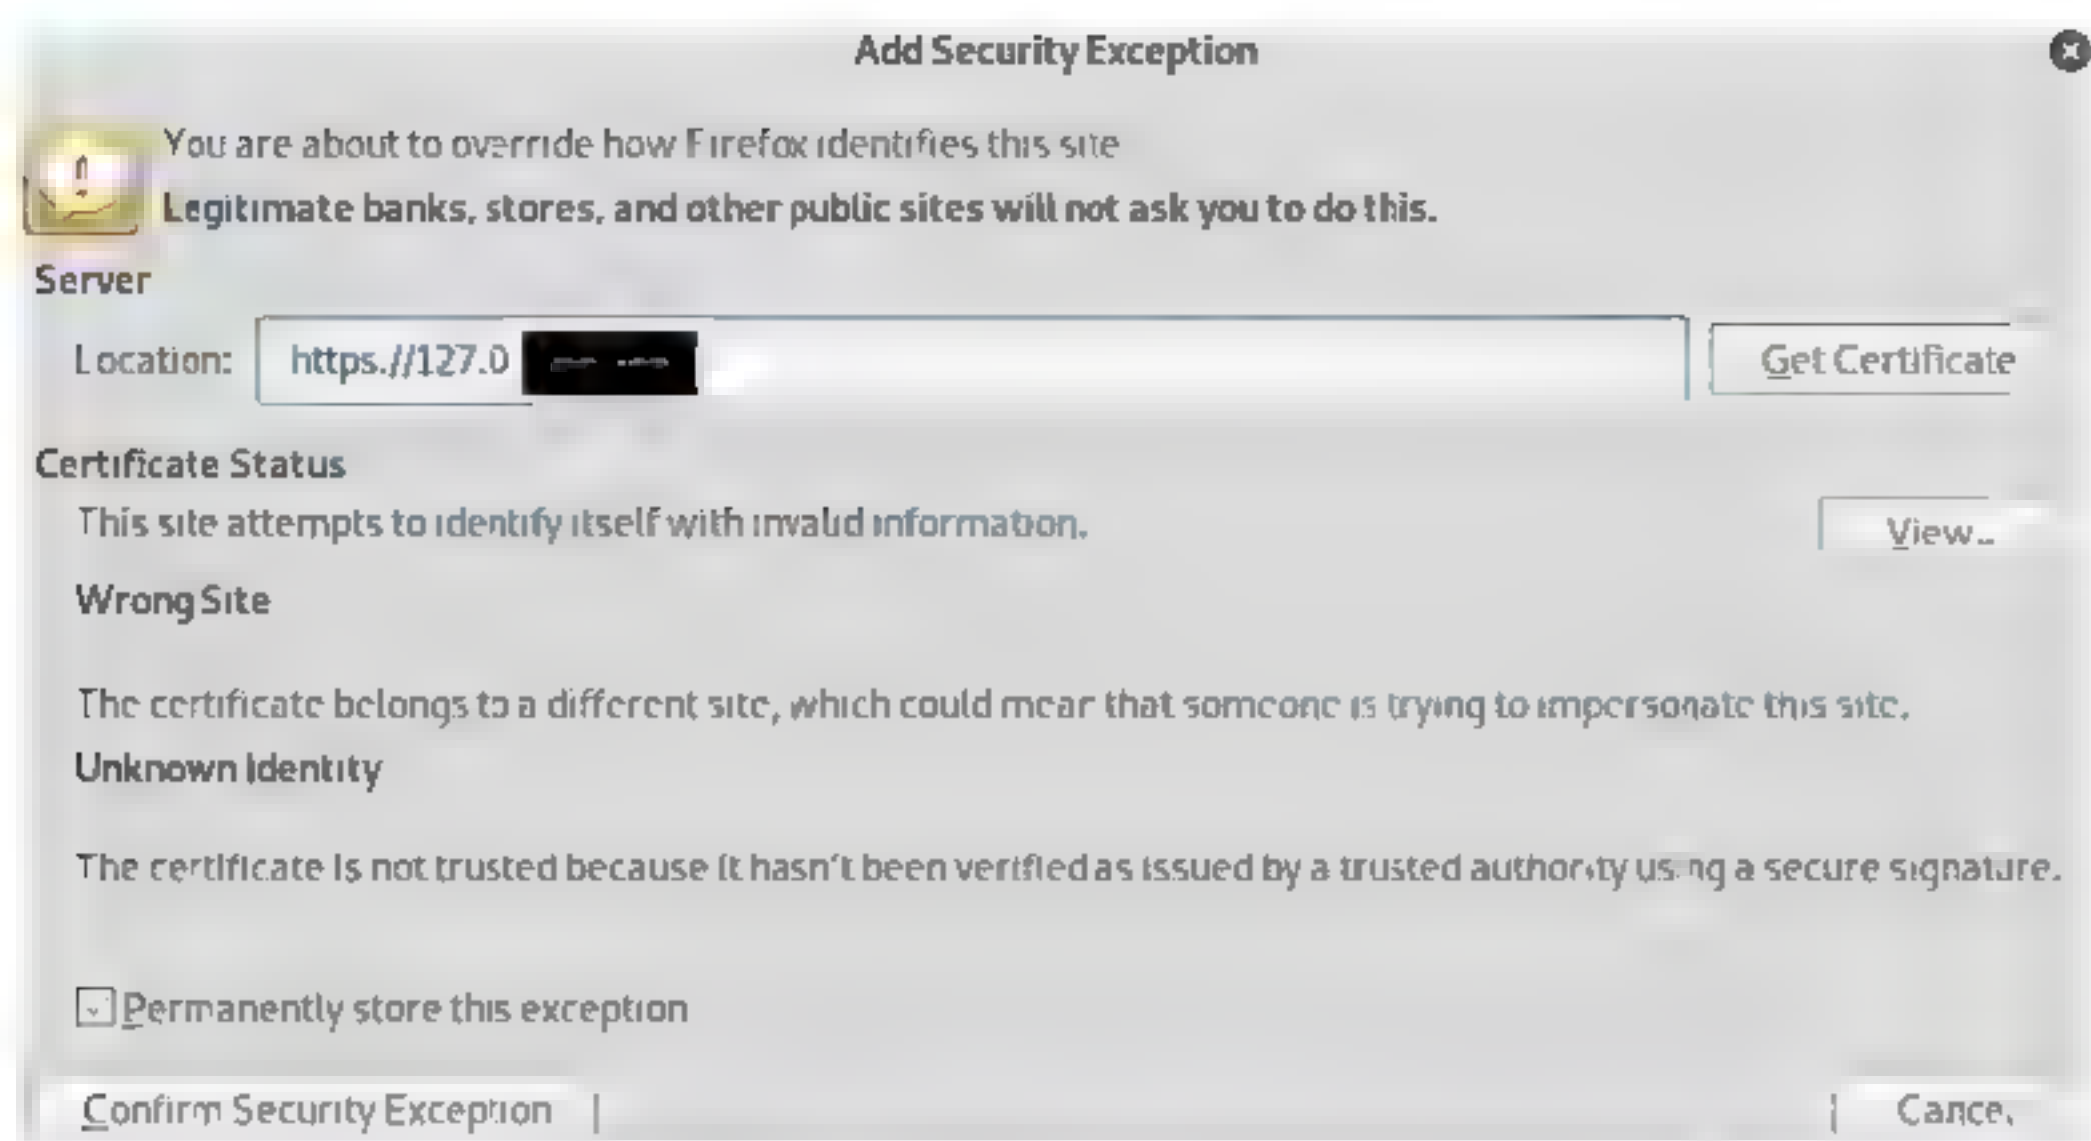 Add Security Exception
You are about to override how Firefox identifies this site
Legitimate banks, stores, and other public sites will not ask you to do this.
Server
Location: https://127.0 Get Certificate
Certificate Status
This site attempts to identify itself with invalid information. View...
Wrong Site
The certificate belongs to a different site, which could mean that someone is trying to impersonate this site.
Unknown Identity
The certificate is not trusted because it hasn't been verified as issued by a trusted authority using a secure signature.
Permanently store this exception
Confirm Security Exception Cancel